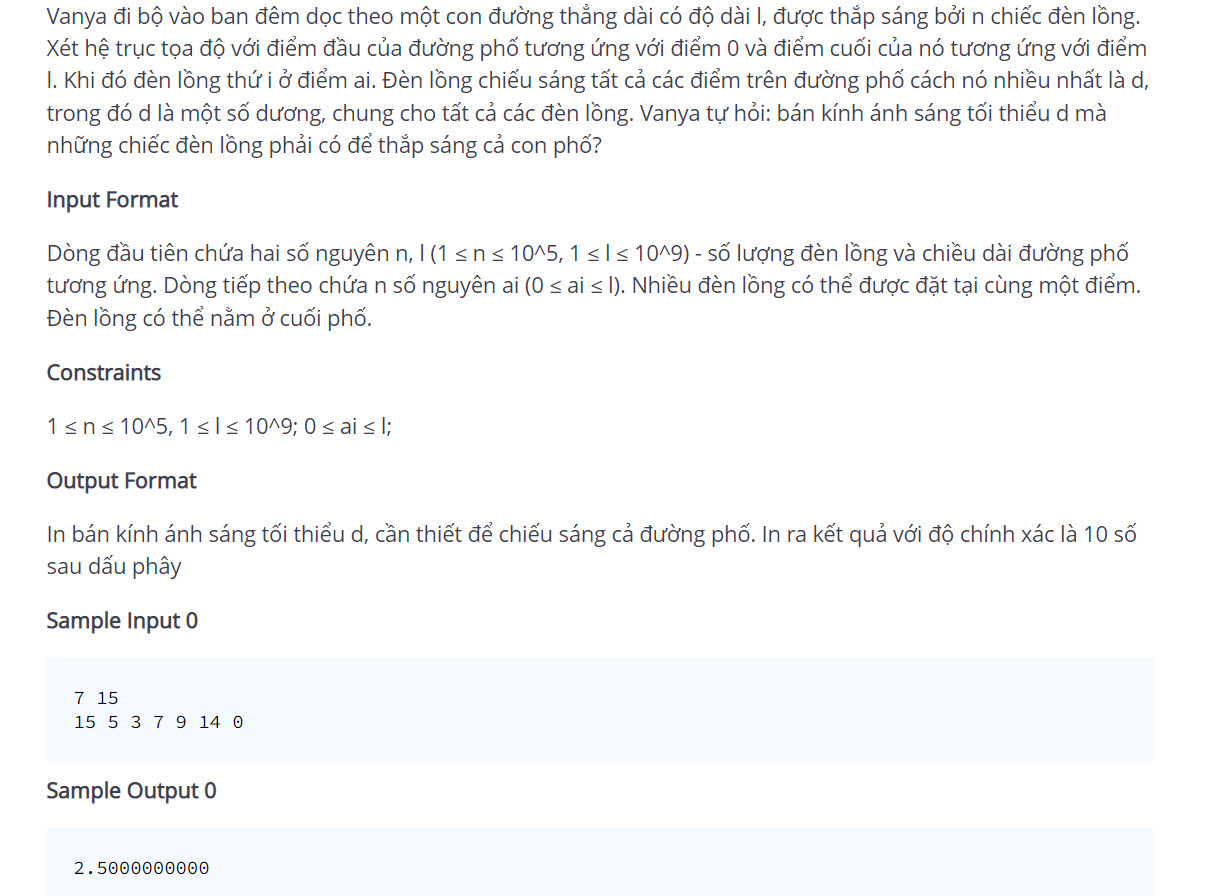 Vanya đi bộ vào ban đêm dọc theo một con đường thẳng dài có độ dài l, được thắp sáng bởi n chiếc đèn lồng.
Xét hệ trục tọa độ với điểm đầu của đường phố tương ứng với điểm 0 và điểm cuối của nó tương ứng với điểm
l. Khi đó đèn lồng thứ i ở điểm ai. Đèn lồng chiếu sáng tất cả các điểm trên đường phố cách nó nhiều nhất là d,
trong đó d là một số dương, chung cho tất cả các đèn lồng. Vanya tự hỏi: bán kính ánh sáng tối thiểu d mà
những chiếc đèn lồng phải có để thắp sáng cả con phố?
Input Format
Dòng đầu tiên chứa hai số nguyên n, l (1 ≤ n ≤ 10^5, 1 ≤ l ≤ 10^9) - số lượng đèn lồng và chiều dài đường phố
tương ứng. Dòng tiếp theo chứa n số nguyên ai (0 ≤ ai ≤ l). Nhiều đèn lồng có thể được đặt tại cùng một điểm.
Đèn lồng có thể nằm ở cuối phố.
Constraints
1 ≤ n ≤ 10^5, 1 ≤ l ≤ 10^9; 0 ≤ ai ≤ l;
Output Format
In bán kính ánh sáng tối thiểu d, cần thiết để chiếu sáng cả đường phố. In ra kết quả với độ chính xác là 10 số
sau dấu phây
Sample Input 0
7 15
15 5 3 7 9 14 0
Sample Output 0
2.5000000000